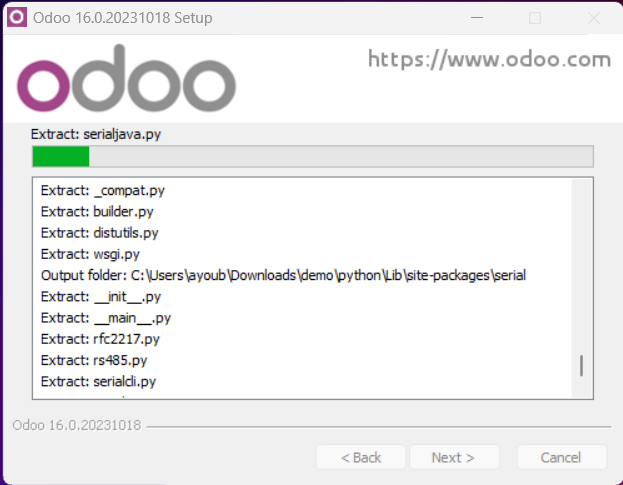 Odoo 16.0.20231018 Setup
odoo
https://www.odoo.com
Extract: serialjava.py
Extract: _compat.py
Extract: builder.py
Extract: distutils.py
Extract: wsgi.py
Output folder: C:\Users\ayoub\Downloads\demo\python\Lib\site-packages\serial
Extract: __init__.py
Extract: __main__.py
Extract: rfc2217.py
Extract: rs485.py
Extract: serialcli.py
Odoo 16.0.20231018
< Back
Next >
Cancel